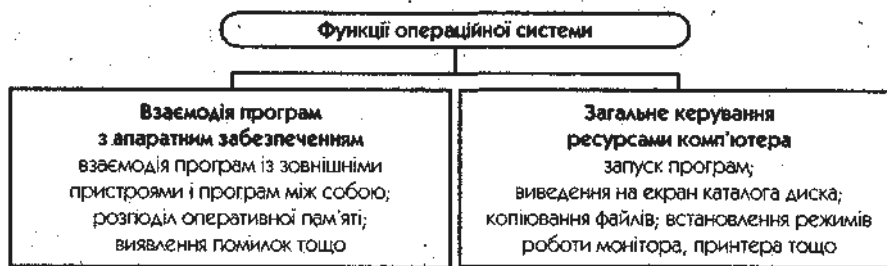 Функції операційної системи
Взаємодія програм
з апаратним забезпеченням
взаємодія програм із зовнішніми
пристроями і програм між собою;
розподіл оперативної пам'яті;
виявлення помилок тощо
Загальне керування
ресурсами комп'ютера
запуск програм;
виведення на екран каталога диска;
копіювання файлів; встановлення режимів
роботи монітора, принтера тощо